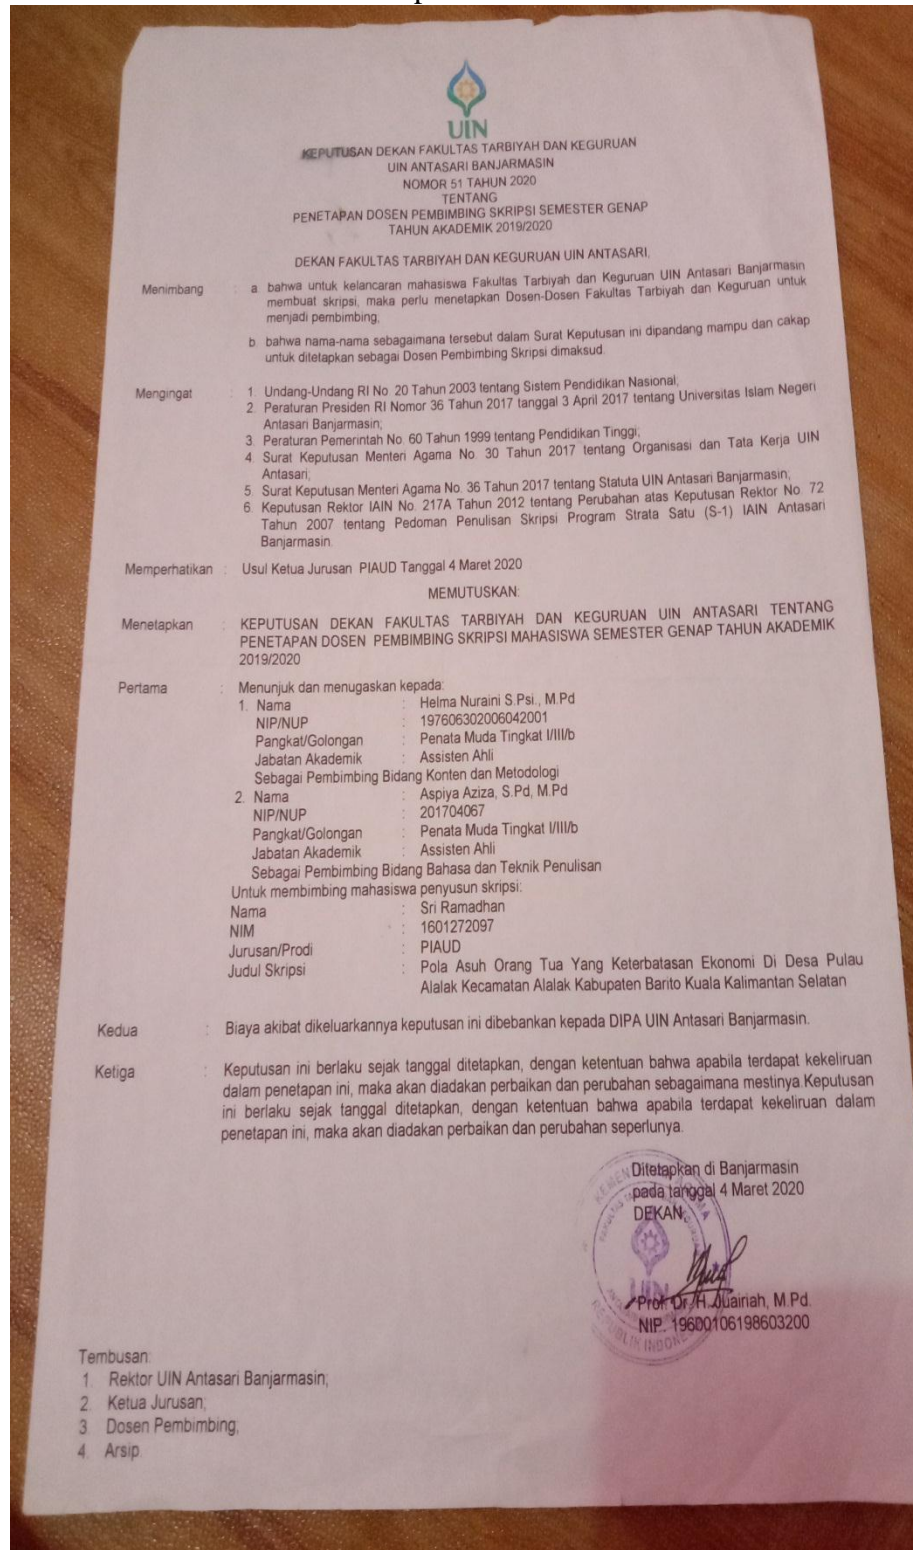 UIN
KEPUTUSAN DEKAN FAKULTAS TARBIYAH DAN KEGURUAN
UIN ANTASARI BANJARMASIN
NOMOR 51 TAHUN 2020
TENTANG
PENETAPAN DOSEN PEMBIMBING SKRIPSI SEMESTER GENAP
TAHUN AKADEMIK 2019/2020
DEKAN FAKULTAS TARBIYAH DAN KEGURUAN UIN ANTASARI,
Menimbang : a. bahwa untuk kelancaran mahasiswa Fakultas Tarbiyah dan Keguruan UIN Antasari Banjarmasin
membuat skripsi, maka perlu menetapkan Dosen-Dosen Fakultas Tarbiyah dan Keguruan untuk
menjadi pembimbing;
b. bahwa nama-nama sebagaimana tersebut dalam Surat Keputusan ini dipandang mampu dan cakap
untuk ditetapkan sebagai Dosen Pembimbing Skripsi dimaksud.
Mengingat : 1. Undang-Undang RI No. 20 Tahun 2003 tentang Sistem Pendidikan Nasional;
2. Peraturan Presiden RI Nomor 36 Tahun 2017 tanggal 3 April 2017 tentang Universitas Islam Negeri
Antasari Banjarmasin;
3. Peraturan Pemerintah No. 60 Tahun 1999 tentang Pendidikan Tinggi;
4. Surat Keputusan Menteri Agama No. 30 Tahun 2017 tentang Organisasi dan Tata Kerja UIN
Antasari;
5. Surat Keputusan Menteri Agama No. 36 Tahun 2017 tentang Statuta UIN Antasari Banjarmasin;
6. Keputusan Rektor IAIN No. 217A Tahun 2012 tentang Perubahan atas Keputusan Rektor No. 72
Tahun 2007 tentang Pedoman Penulisan Skripsi Program Strata Satu (S-1) IAIN Antasari
Banjarmasin.
Memperhatikan : Usul Ketua Jurusan PIAUD Tanggal 4 Maret 2020
MEMUTUSKAN:
Menetapkan : KEPUTUSAN DEKAN FAKULTAS TARBIYAH DAN KEGURUAN UIN ANTASARI TENTANG
PENETAPAN DOSEN PEMBIMBING SKRIPSI MAHASISWA SEMESTER GENAP TAHUN AKADEMIK
2019/2020
Pertama : Menunjuk dan menugaskan kepada:
1. Nama : Helma Nuraini S.Psi., M.Pd
NIP/NUP : 197606302006042001
Pangkat/Golongan : Penata Muda Tingkat I/III/b
Jabatan Akademik : Assisten Ahli
Sebagai Pembimbing Bidang Konten dan Metodologi
2. Nama : Aspiya Aziza, S.Pd, M.Pd
NIP/NUP : 201704067
Pangkat/Golongan : Penata Muda Tingkat I/III/b
Jabatan Akademik : Assisten Ahli
Sebagai Pembimbing Bidang Bahasa dan Teknik Penulisan
Untuk membimbing mahasiswa penyusun skripsi:
Nama : Sri Ramadhan
NIM : 1601272097
Jurusan/Prodi : PIAUD
Judul Skripsi : Pola Asuh Orang Tua Yang Keterbatasan Ekonomi Di Desa Pulau
Alalak Kecamatan Alalak Kabupaten Barito Kuala Kalimantan Selatan
Kedua : Biaya akibat dikeluarkannya keputusan ini dibebankan kepada DIPA UIN Antasari Banjarmasin.
Ketiga : Keputusan ini berlaku sejak tanggal ditetapkan, dengan ketentuan bahwa apabila terdapat kekeliruan
dalam penetapan ini, maka akan diadakan perbaikan dan perubahan sebagaimana mestinya.Keputusan
ini berlaku sejak tanggal ditetapkan, dengan ketentuan bahwa apabila terdapat kekeliruan dalam
penetapan ini, maka akan diadakan perbaikan dan perubahan seperlunya.
Ditetapkan di Banjarmasin
pada tanggal 4 Maret 2020
DEKAN,
UIN
Prof. Dr. H. Juairiah, M.Pd.
NIP. 19600106198603200
Tembusan:
1. Rektor UIN Antasari Banjarmasin;
2. Ketua Jurusan;
3. Dosen Pembimbing;
4. Arsip.